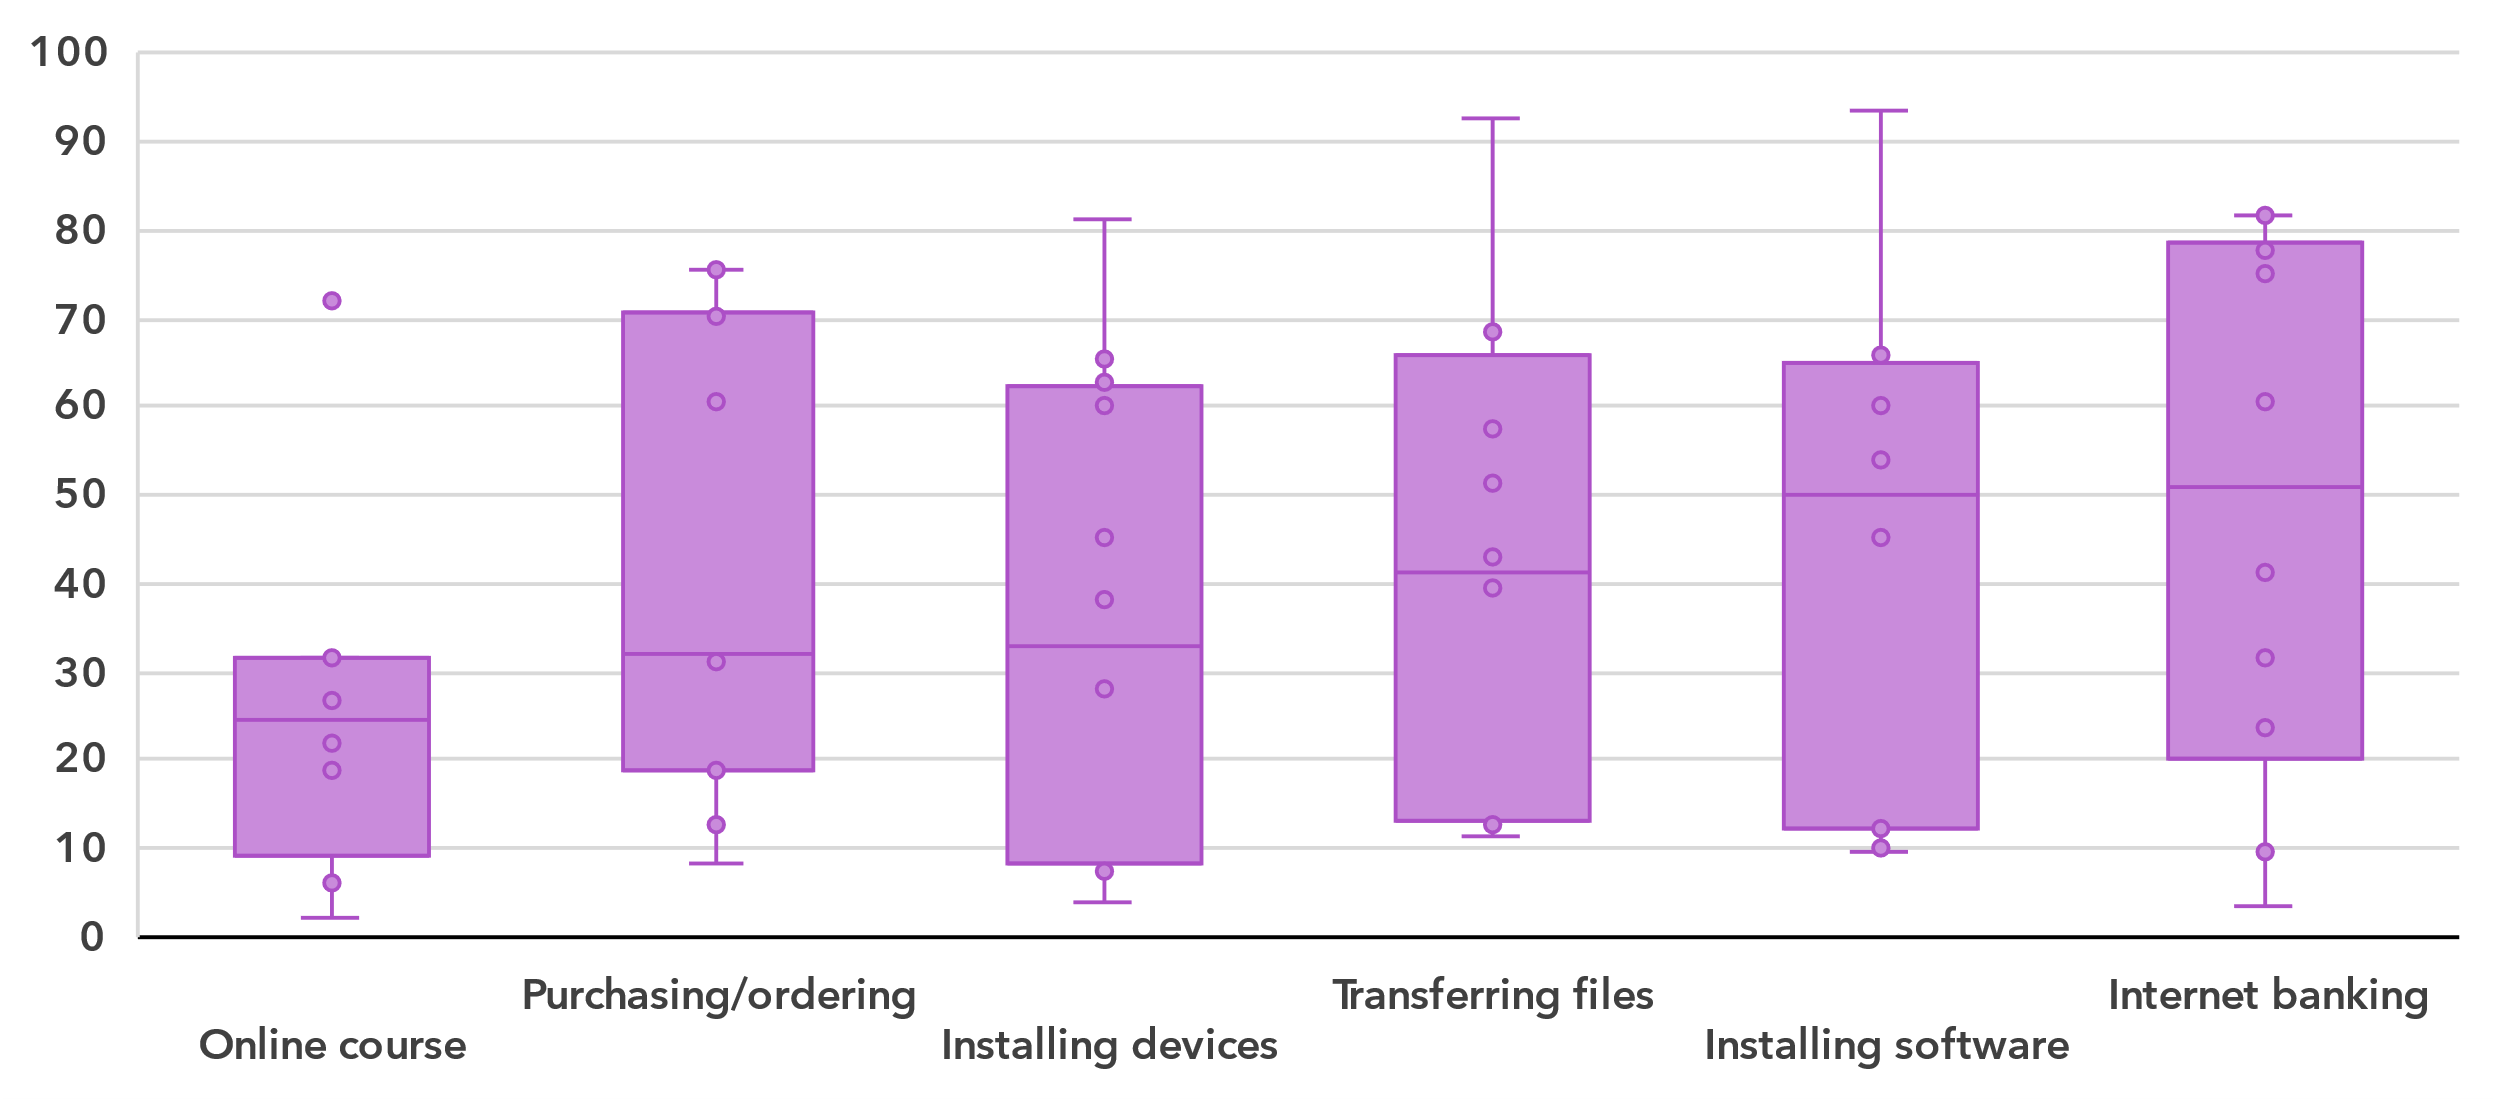 100
90
80
70
60
50
40
30
20
10
0
Purchasing/ordering
Transferring files
Internet banking
Online course
Installing devices
Installing software